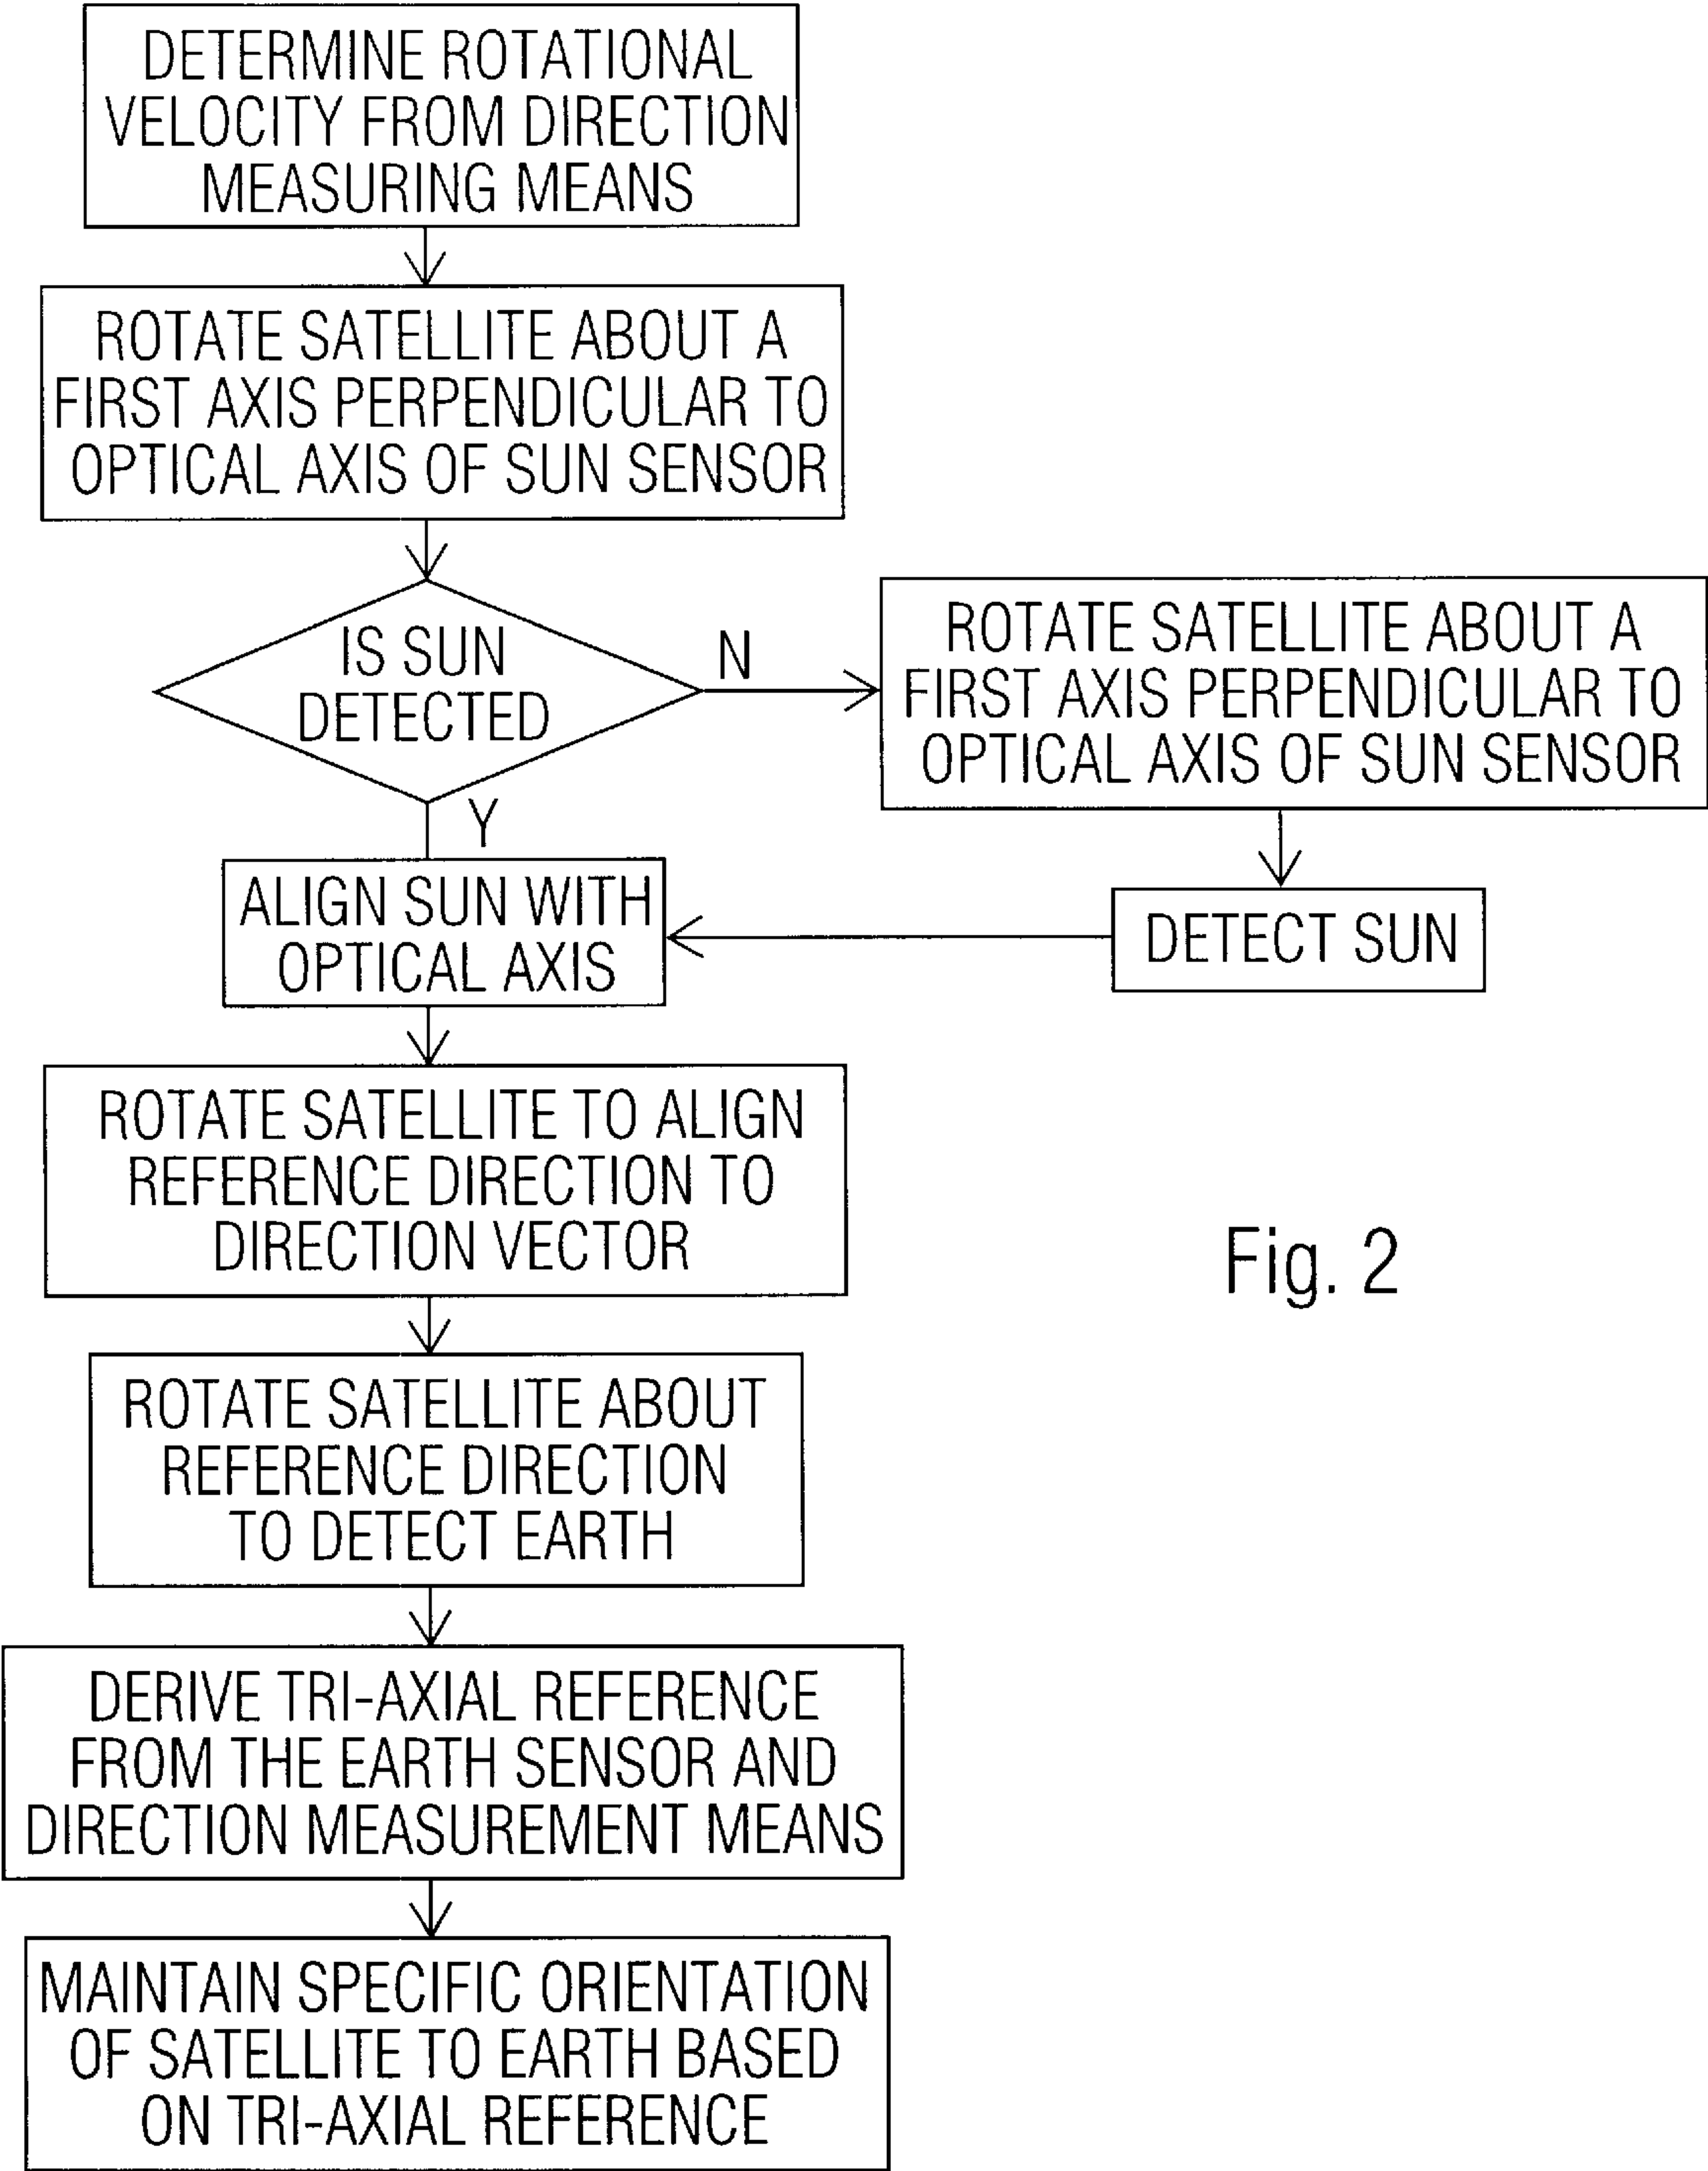 DETERMINE ROTATIONAL
VELOCITY FROM DIRECTION
MEASURING MEANS
ROTATE SATELLITE ABOUT A
FIRST AXIS PERPENDICULAR TO
OPTICAL AXIS OF SUN SENSOR
IS SUN
DETECTED
N
ROTATE SATELLITE ABOUT A
FIRST AXIS PERPENDICULAR TO
OPTICAL AXIS OF SUN SENSOR
Y
DETECT SUN
ALIGN SUN WITH
OPTICAL AXIS
ROTATE SATELLITE TO ALIGN
REFERENCE DIRECTION TO
DIRECTION VECTOR
Fig. 2
ROTATE SATELLITE ABOUT
REFERENCE DIRECTION
TO DETECT EARTH
DERIVE TRI-AXIAL REFERENCE
FROM THE EARTH SENSOR AND
DIRECTION MEASUREMENT MEANS
MAINTAIN SPECIFIC ORIENTATION
OF SATELLITE TO EARTH BASED
ON TRI-AXIAL REFERENCE